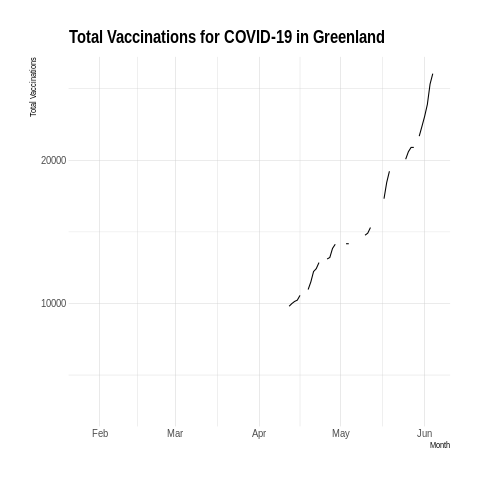 Total Vaccinations for COVID-19 in Greenland
Total Vaccinations
20000
10000
Feb Mar Apr May Jun
Month